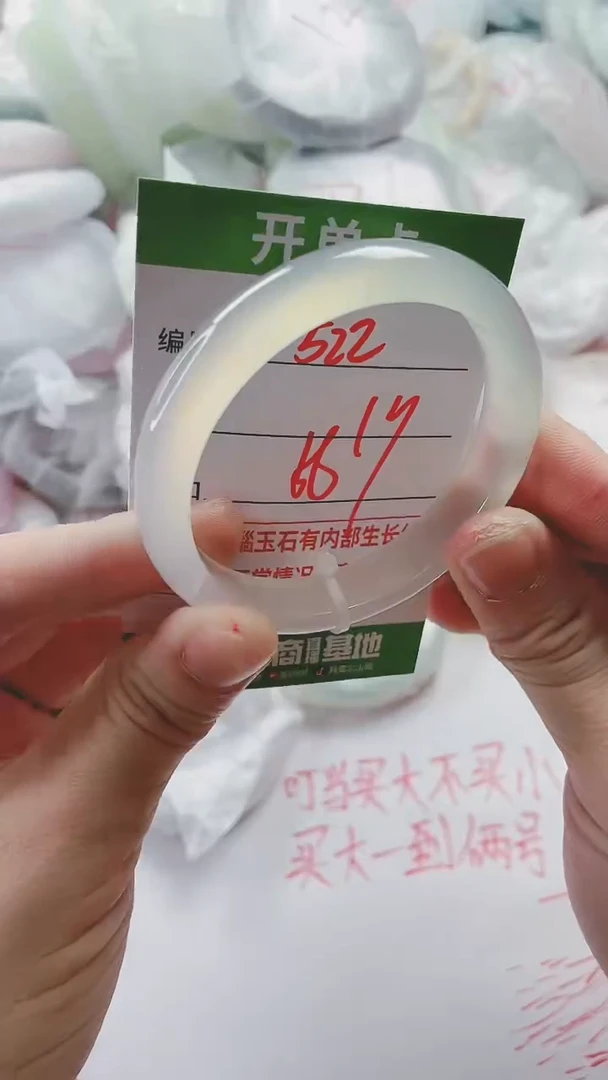 开单卡
编
522
17
66
瑙玉石有内部生长
商 基地
叮当买大不买小
买大一到俩号